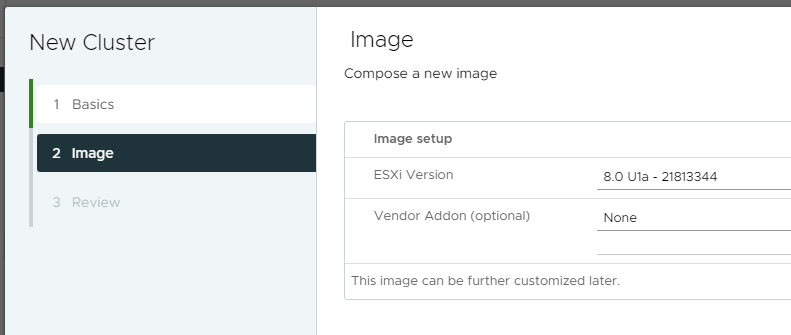 New Cluster
1 Basics
2 Image
3 Review
Image
Compose a new image
Image setup
ESXi Version 8.0 U1a - 21813344
Vendor Addon (optional) None
This image can be further customized later.